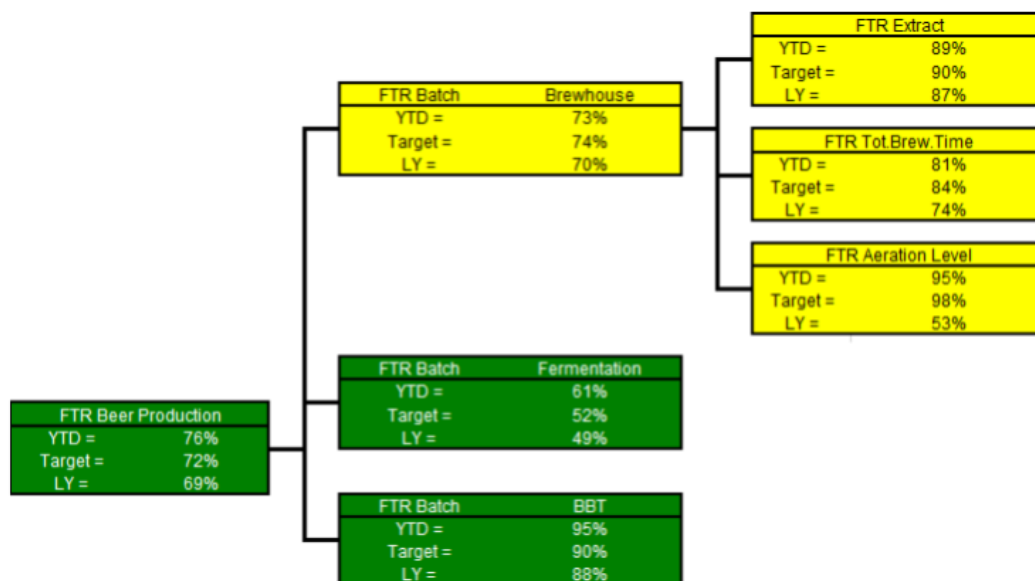 FTR Extract
YTD = 89%
Target = 90%
LY = 87%
FTR Batch Brewhouse
YTD = 73%
Target = 74%
LY = 70%
FTR Tot.Brew.Time
YTD = 81%
Target = 84%
LY = 74%
FTR Aeration Level
YTD = 95%
Target = 98%
LY = 53%
FTR Batch Fermentation
YTD = 61%
Target = 52%
LY = 49%
FTR Beer Production
YTD = 76%
Target = 72%
LY = 69%
FTR Batch BBT
YTD = 95%
Target = 90%
LY = 88%